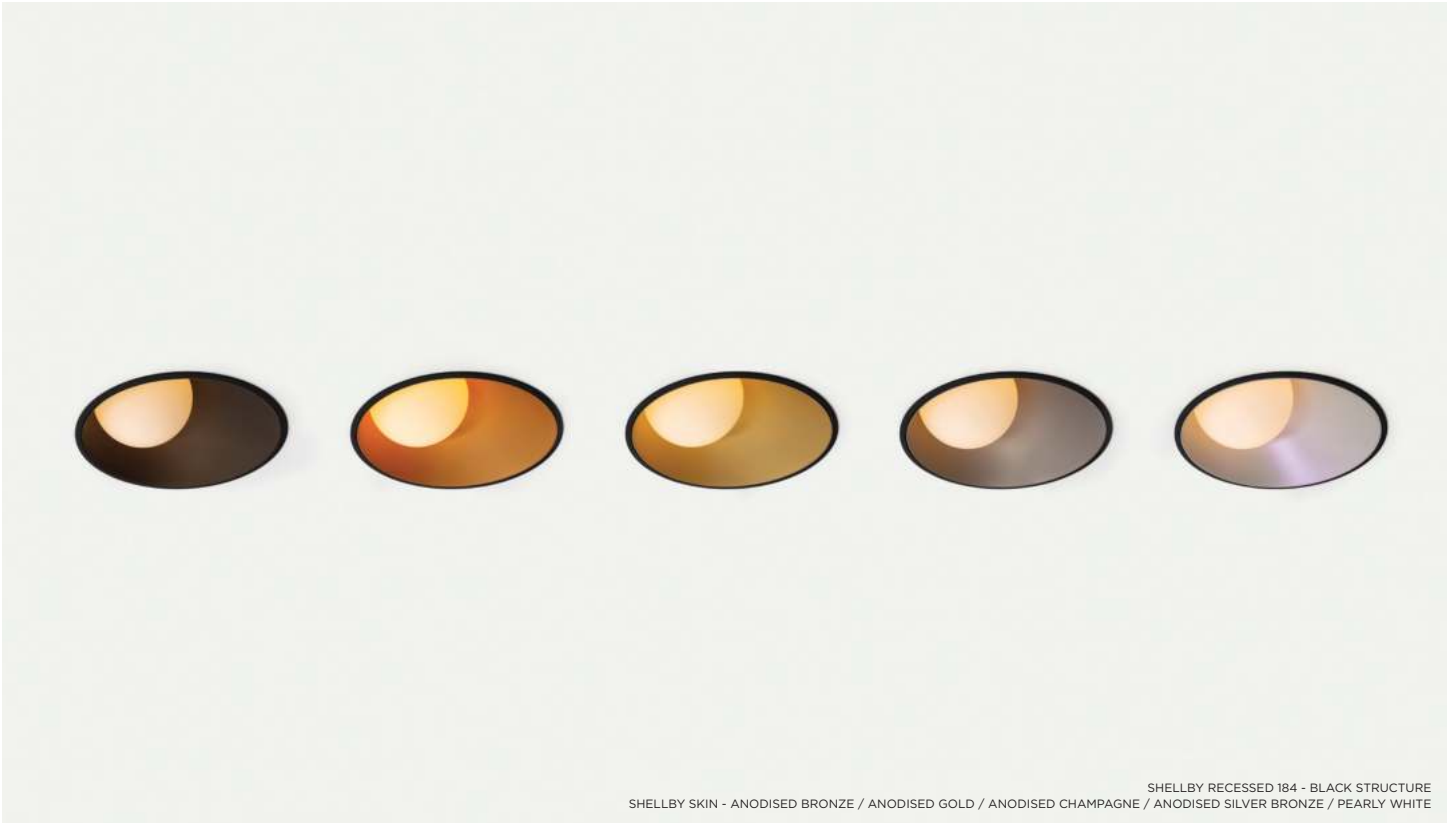 SHELLBY RECESSED 184 - BLACK STRUCTURE
SHELLBY SKIN - ANODISED BRONZE / ANODISED GOLD / ANODISED CHAMPAGNE / ANODISED SILVER BRONZE / PEARLY WHITE